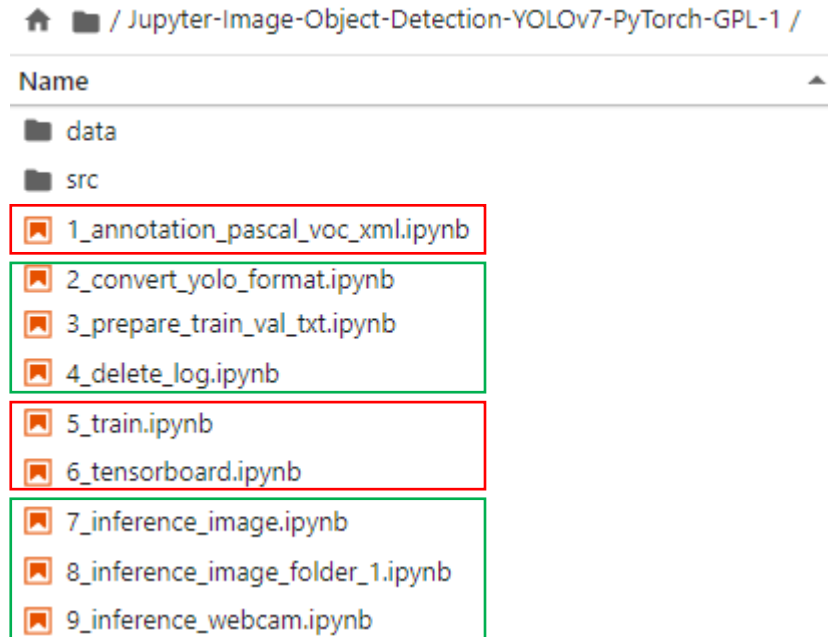 / Jupyter-Image-Object-Detection-YOLOv7-PyTorch-GPL-1 /
Name
data
src
1_annotation_pascal_voc_xml.ipynb
2_convert_yolo_format.ipynb
3_prepare_train_val_txt.ipynb
4_delete_log.ipynb
5_train.ipynb
6_tensorboard.ipynb
7_inference_image.ipynb
8_inference_image_folder_1.ipynb
9_inference_webcam.ipynb